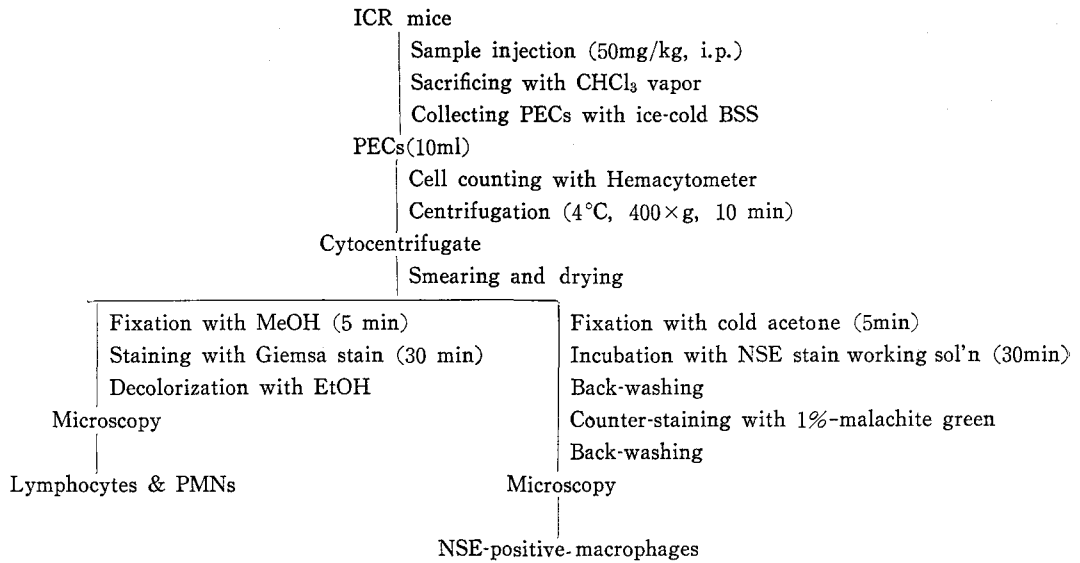 ICR mice
Sample injection (50mg/kg, i.p.)
Sacrificing with CHCl₃ vapor
Collecting PECs with ice-cold BSS
PECs(10ml)
Cell counting with Hemacytometer
Centrifugation (4°C, 400×g, 10 min)
Cytocentrifugate
Smearing and drying
Fixation with MeOH (5 min)
Staining with Giemsa stain (30 min)
Decolorization with EtOH
Microscopy
Lymphocytes & PMNs
Fixation with cold acetone (5min)
Incubation with NSE stain working sol'n (30min)
Back-washing
Counter-staining with 1%-malachite green
Back-washing
Microscopy
NSE-positive-macrophages